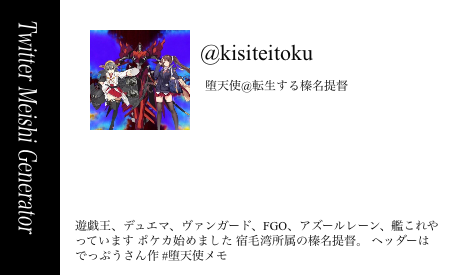 Twitter Meishi Generator
@kisiteitoku
堕天使@転生する榛名提督
遊戯王、デュエマ、ヴァンガード、FGO、アズールレーン、艦これや
っています ポケカ始めました 宿毛湾所属の榛名提督。 ヘッダーは
でっぷうさん作 #堕天使メモ